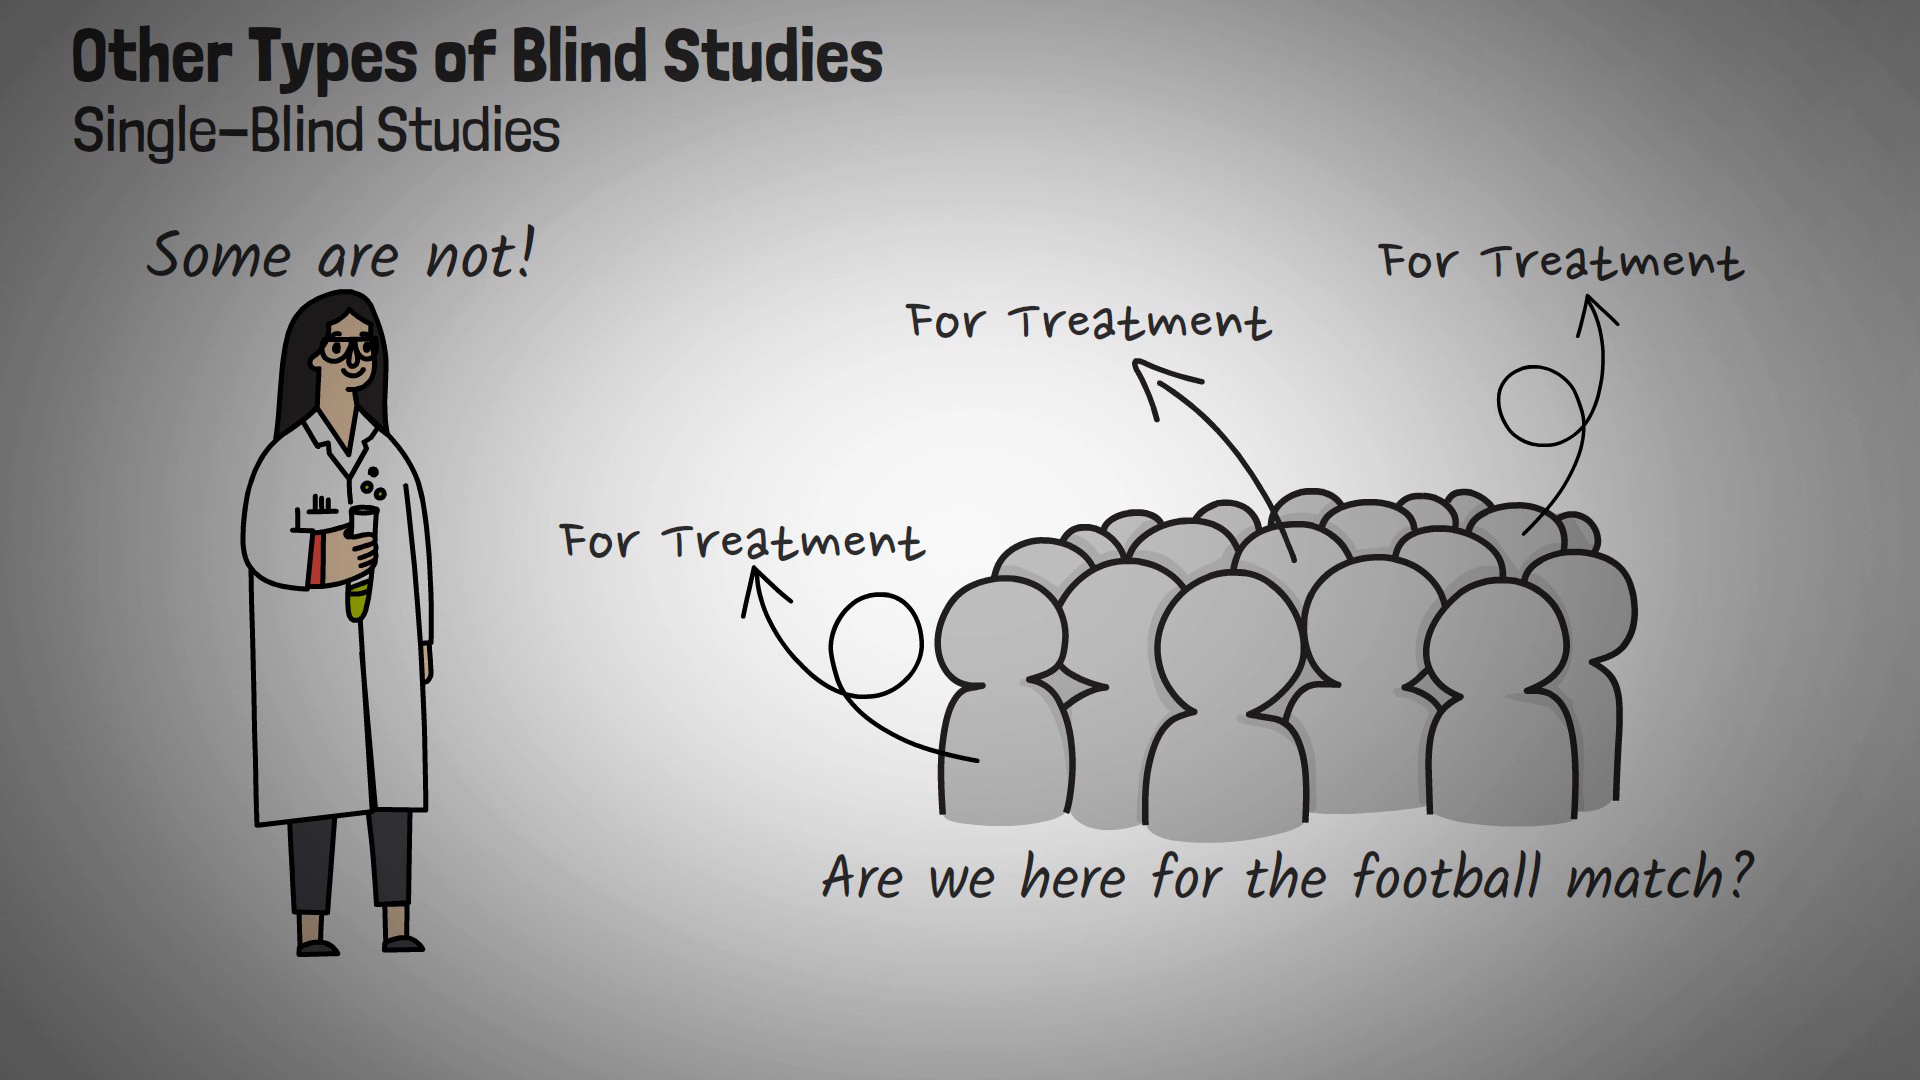 Other Types of Blind Studies
Single-Blind Studies
Some are not!
For Treatment
For Treatment
For Treatment
Are we here for the football match?